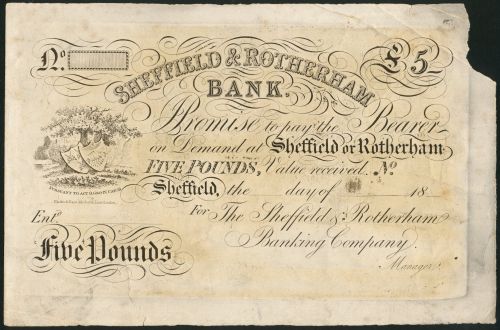 No.
£5
SHEFFIELD & ROTHERHAM
BANK.
Promise to pay the Bearer
on Demand at Sheffield or Rotherham
FIVE POUNDS, Value received. No
Sheffield, the day of 18
For The Sheffield & Rotherham
Banking Company.
Entd
Five Pounds
Manager.